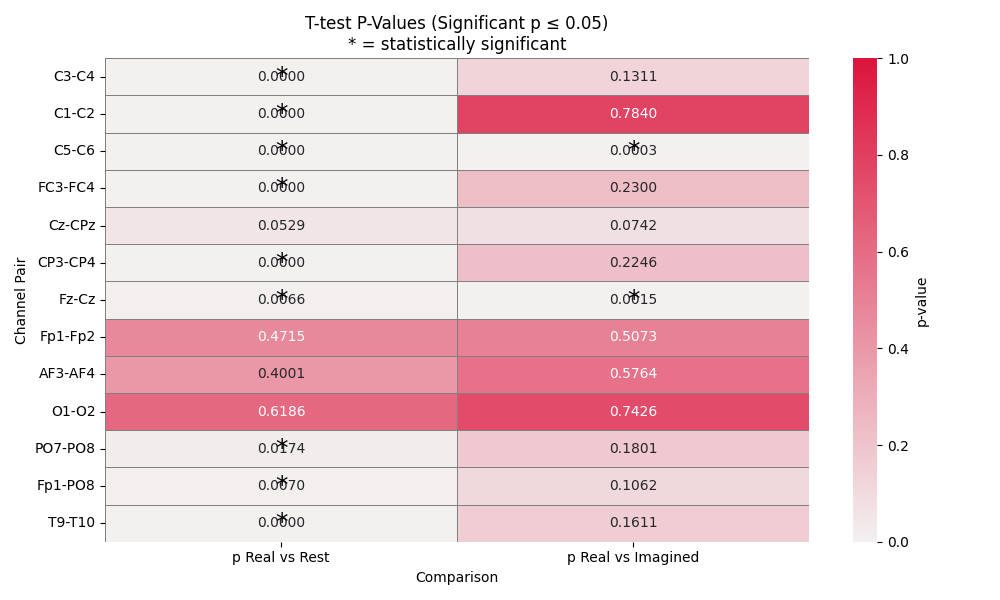 T-test P-Values (Significant p ≤ 0.05)
* = statistically significant
C3-C4 0.0000* 0.1311
C1-C2 0.0000* 0.7840
C5-C6 0.0000* 0.0003*
FC3-FC4 0.0000* 0.2300
Cz-CPz 0.0529 0.0742
CP3-CP4 0.0000* 0.2246
Fz-Cz 0.0066* 0.0015*
Fp1-Fp2 0.4715 0.5073
AF3-AF4 0.4001 0.5764
O1-O2 0.6186 0.7426
PO7-PO8 0.0174* 0.1801
Fp1-PO8 0.0070* 0.1062
T9-T10 0.0000* 0.1611
p Real vs Rest p Real vs Imagined
Comparison
Channel Pair
1.0
0.8
0.6
0.4
0.2
0.0
p-value